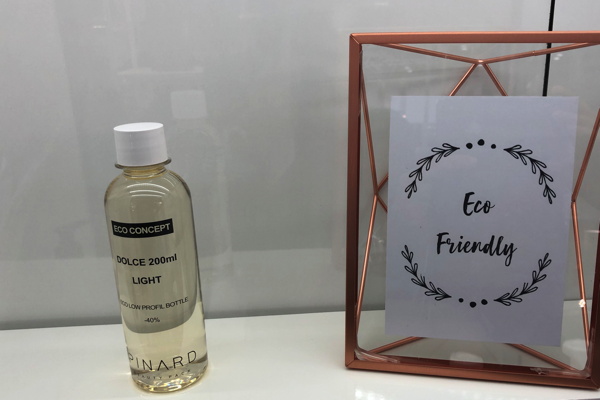 ECO CONCEPT
DOLCE 200ml
LIGHT
LOW PROFIL BOTTLE
-40%
PINARD
Eco
Friendly